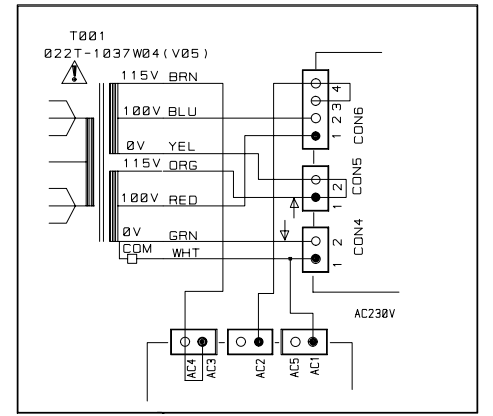 T001
022T-1037W04(V05)
115V BRN
100V BLU
0V YEL
115V ORG
100V RED
0V GRN
COM WHT
4
3
2
1
CON6
2
1
CON5
2
1
CON4
AC230V
AC4
AC3
AC2
AC5
AC1